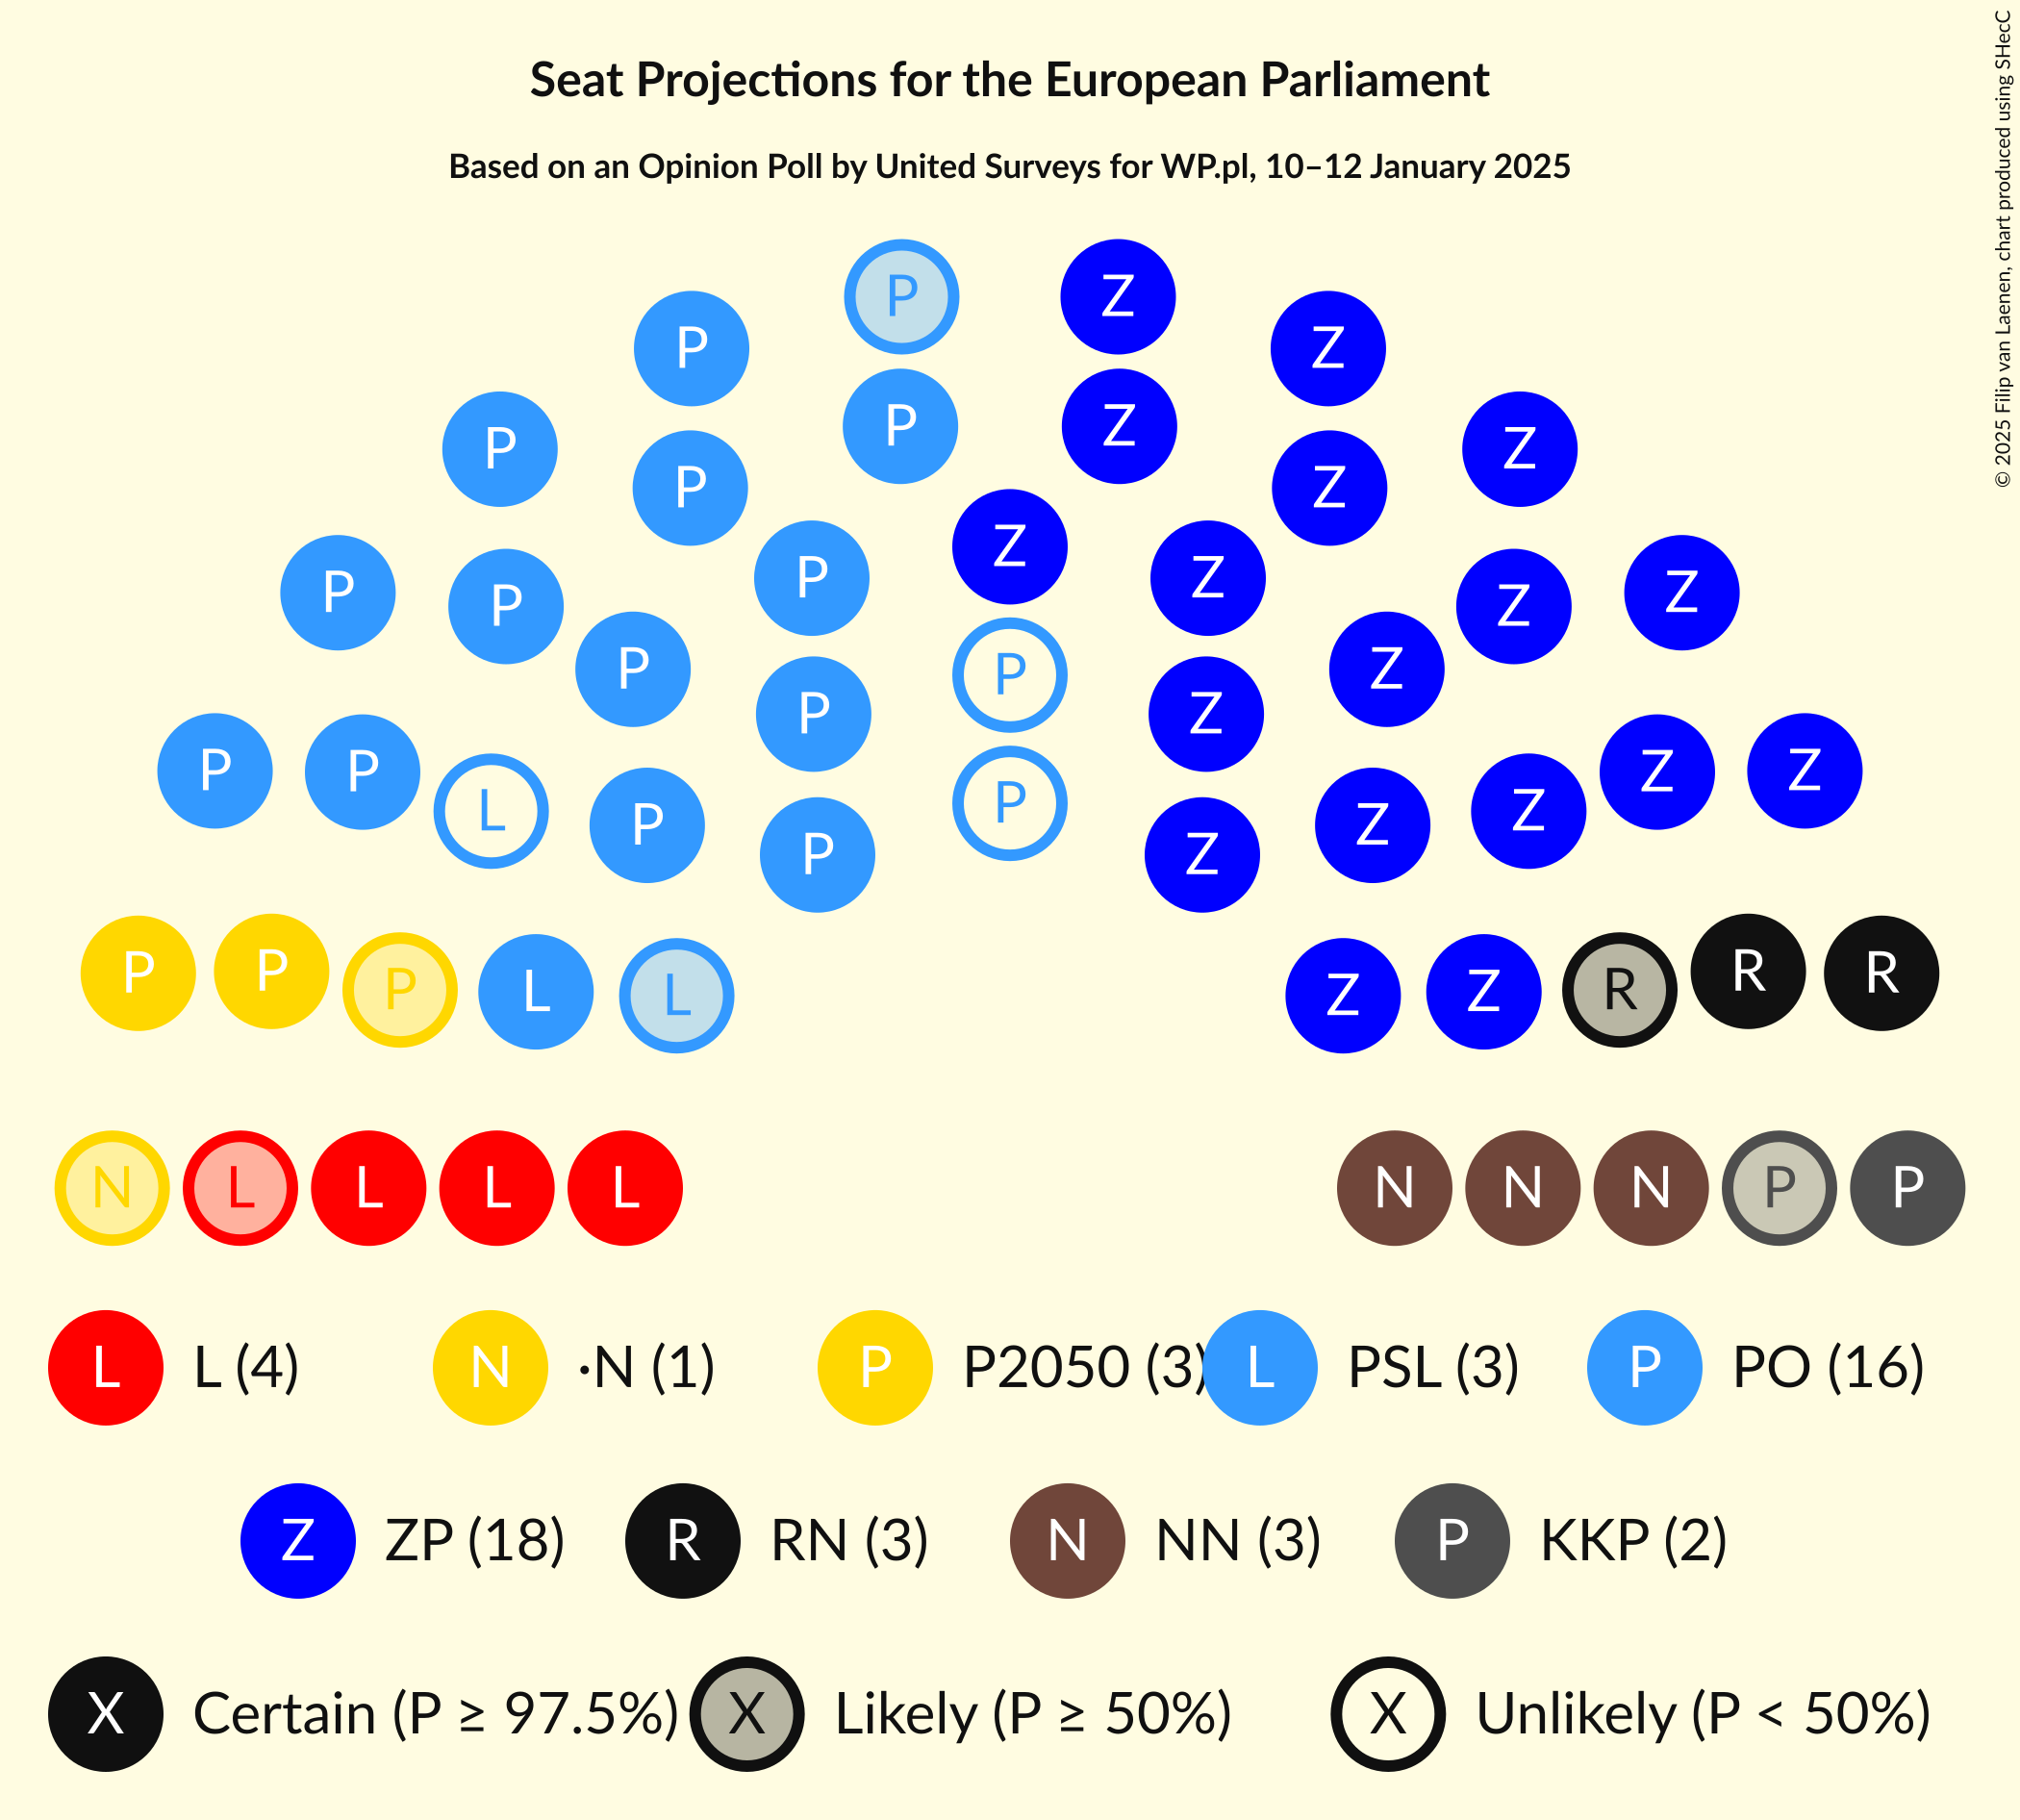 Seat Projections for the European Parliament
Based on an Opinion Poll by United Surveys for WP.pl, 10–12 January 2025
© 2025 Filip van Laenen, chart produced using SHecC
P Z
P Z
P Z
P Z
P Z
P Z
Z
P Z
P Z
P Z
P Z
P
P Z
P P Z Z
P
L Z
P Z
P Z
P P P L L Z Z R R R
N L L L L N N N P P
L L (4) N ·N (1) P P2050 (3) L PSL (3) P PO (16)
Z ZP (18) R RN (3) N NN (3) P KKP (2)
X Certain (P ≥ 97.5%) X Likely (P ≥ 50%) X Unlikely (P < 50%)